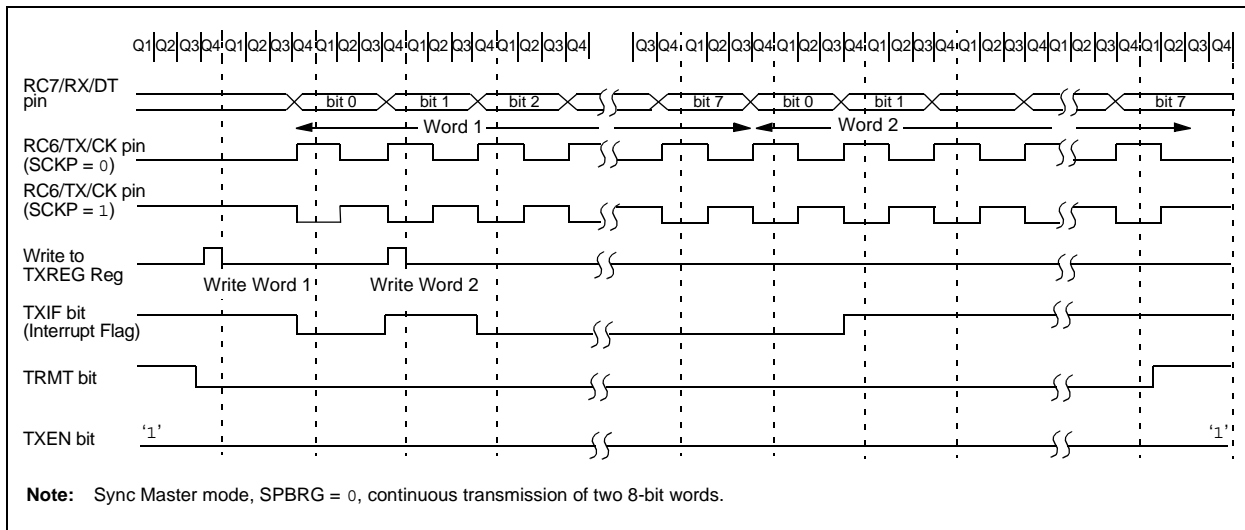 Q1 Q2 Q3 Q4 Q1 Q2 Q3 Q4 Q1 Q2 Q3 Q4 Q1 Q2 Q3 Q4 Q1 Q2 Q3 Q4 Q3 Q4 Q1 Q2 Q3 Q4 Q1 Q2 Q3 Q4 Q1 Q2 Q3 Q4 Q1 Q2 Q3 Q4 Q1 Q2 Q3 Q4 Q1 Q2 Q3 Q4
RC7/RX/DT
pin
bit 0 bit 1 bit 2 bit 7 bit 0 bit 1 bit 7
Word 1 Word 2
RC6/TX/CK pin
(SCKP = 0)
RC6/TX/CK pin
(SCKP = 1)
Write to
TXREG Reg
Write Word 1 Write Word 2
TXIF bit
(Interrupt Flag)
TRMT bit
TXEN bit
‘1’ ‘1’
Note: Sync Master mode, SPBRG = 0, continuous transmission of two 8-bit words.